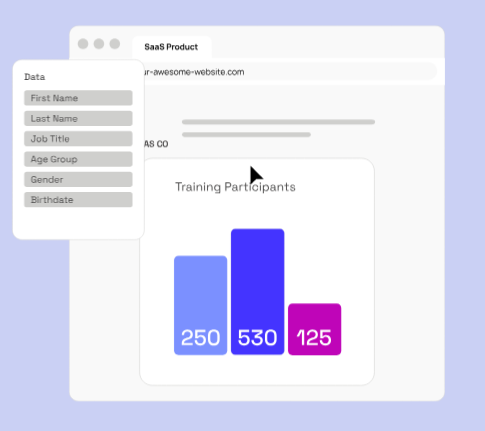 SaaS Product
ur-awesome-website.com
Data
First Name
Last Name
Job Title
Age Group
Gender
Birthdate
AS CO
Training Participants
250
530
125